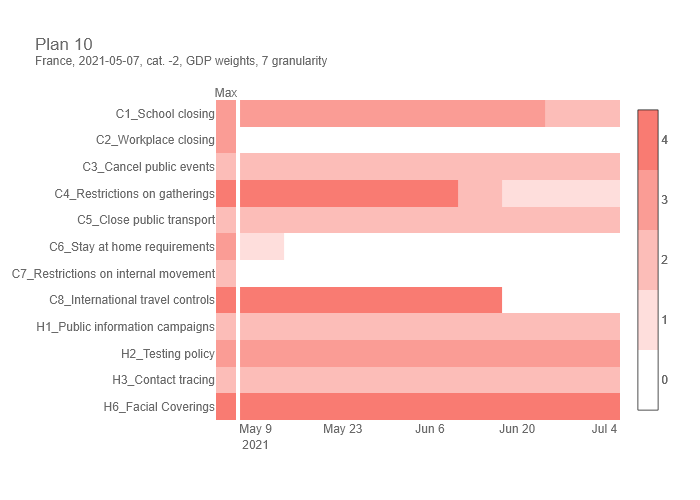 Plan 10
France, 2021-05-07, cat. -2, GDP weights, 7 granularity
Max
C1_School closing
C2_Workplace closing
C3_Cancel public events
C4_Restrictions on gatherings
C5_Close public transport
C6_Stay at home requirements
C7_Restrictions on internal movement
C8_International travel controls
H1_Public information campaigns
H2_Testing policy
H3_Contact tracing
H6_Facial Coverings
May 9 May 23 Jun 6 Jun 20 Jul 4
2021
4
3
2
1
0